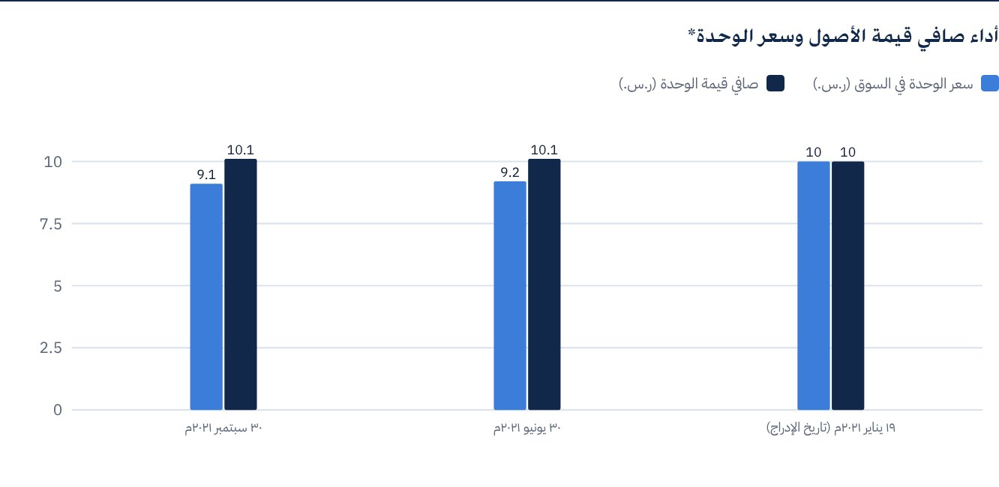 أداء صافي قيمة الأصول وسعر الوحدة*
سعر الوحدة في السوق (ر.س.) صافي قيمة الوحدة (ر.س.)
10 10
9.2 10.1
9.1 10.1
10
7.5
5
2.5
0
١٩ يناير ٢٠٢١م (تاريخ الإدراج) ٣٠ يونيو ٢٠٢١م ٣٠ سبتمبر ٢٠٢١م